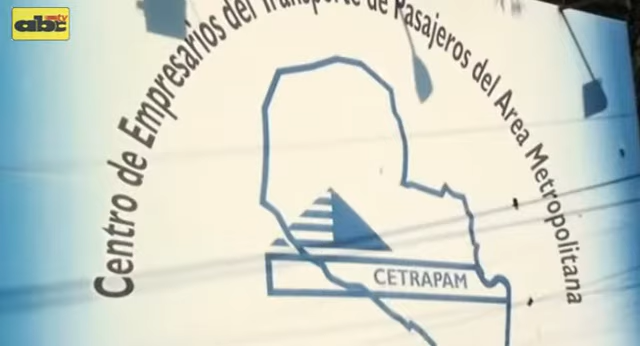 abc tv
Centro de Empresarios del Transporte de Pasajeros del Area Metropolitana
CETRAPAM